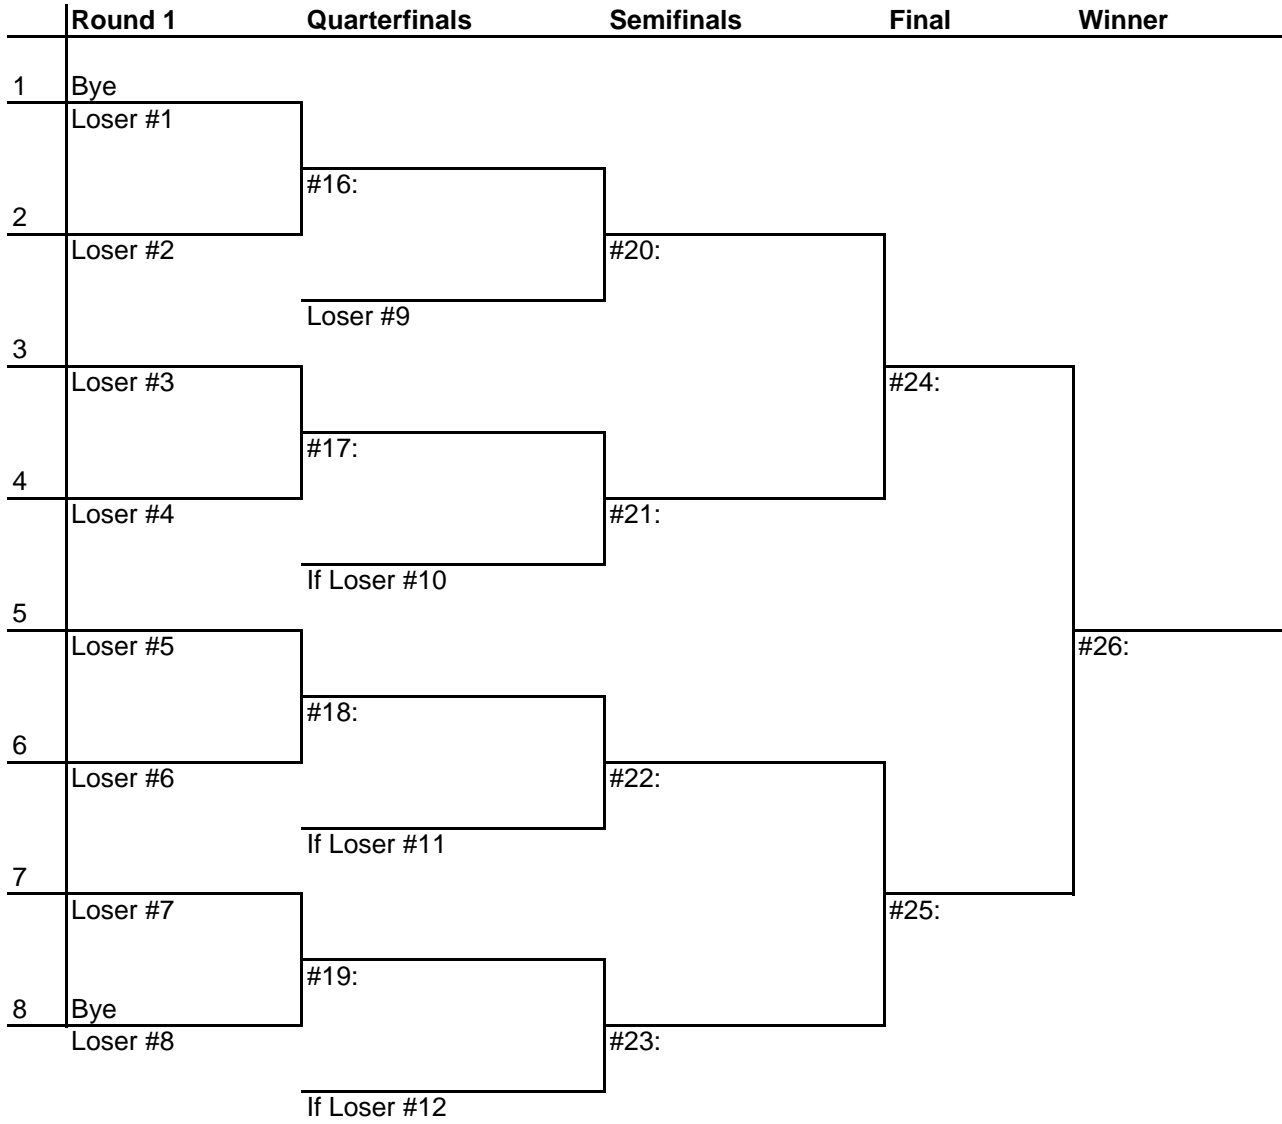 Round 1 Quarterfinals Semifinals Final Winner
1 Bye
Loser #1
#16:
2
Loser #2 #20:
Loser #9
3
Loser #3 #24:
#17:
4
Loser #4 #21:
If Loser #10
5
Loser #5 #26:
#18:
6
Loser #6 #22:
If Loser #11
7
Loser #7 #25:
#19:
8 Bye
Loser #8 #23:
If Loser #12